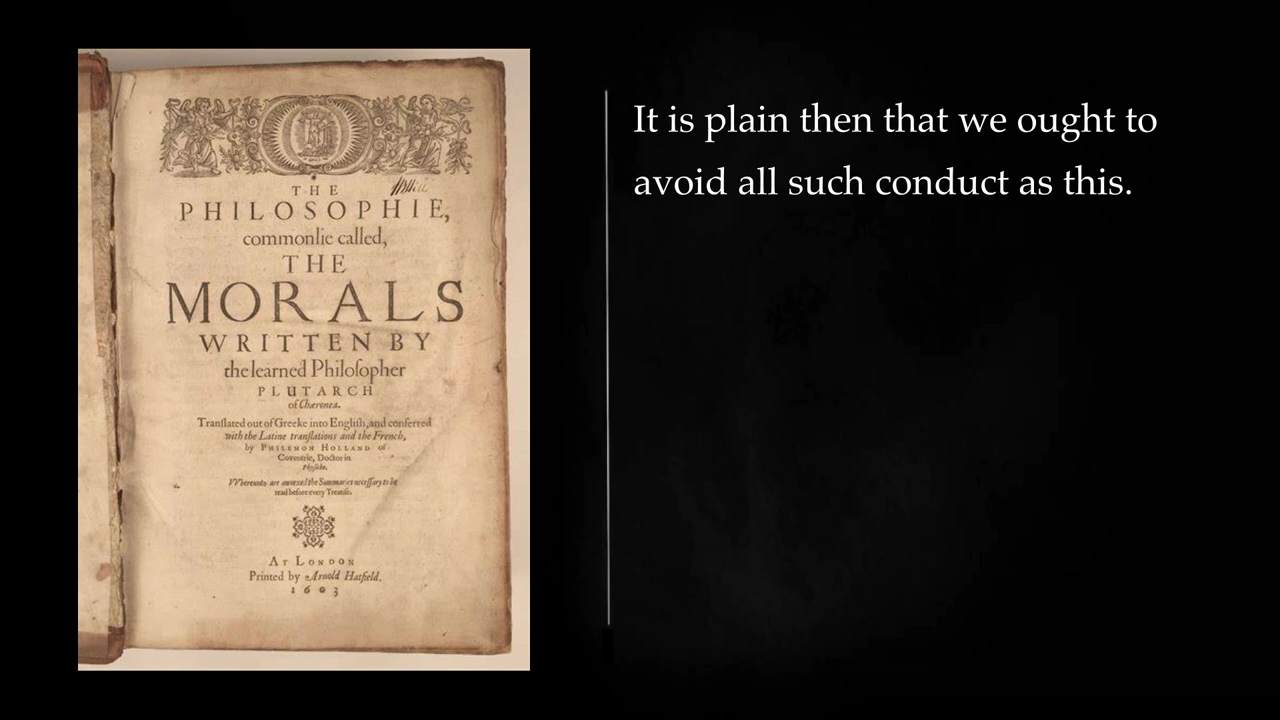 THE
PHILOSOPHIE,
commonlie called,
THE
MORALS
WRITTEN BY
the learned Philoſopher
PLUTARCH
of Chæronea.
Tranſlated out of Greeke into Engliſh, and conferred
with the Latine tranſlations and the French,
by PHILEMON HOLLAND of
Coventrie, Doctor in
Phyſicke.
VVhereunto are annexed the Summaries neceſſary to be
read before every Treatiſe.
AT LONDON
Printed by Arnold Hatfield.
1603
It is plain then that we ought to
avoid all such conduct as this.